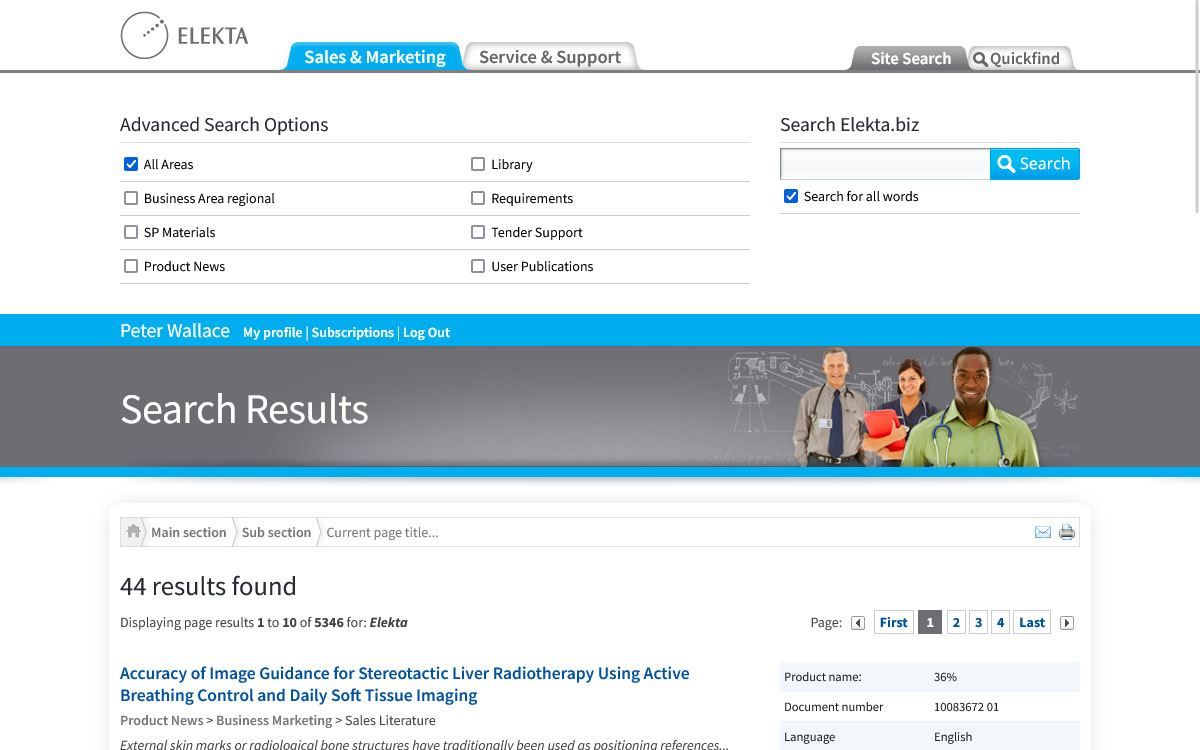 ELEKTA
Sales & Marketing
Service & Support
Site Search
Quickfind
Advanced Search Options
All Areas
Library
Business Area regional
Requirements
SP Materials
Tender Support
Product News
User Publications
Search Elekta.biz
Search
Search for all words
Peter Wallace My profile | Subscriptions | Log Out
Search Results
Main section Sub section Current page title...
44 results found
Displaying page results 1 to 10 of 5346 for: Elekta
Page: First 1 2 3 4 Last
Accuracy of Image Guidance for Stereotactic Liver Radiotherapy Using Active
Breathing Control and Daily Soft Tissue Imaging
Product News > Business Marketing > Sales Literature
External skin marks or radiological bone structures have traditionally been used as positioning references...
Product name: 36%
Document number 10083672 01
Language English